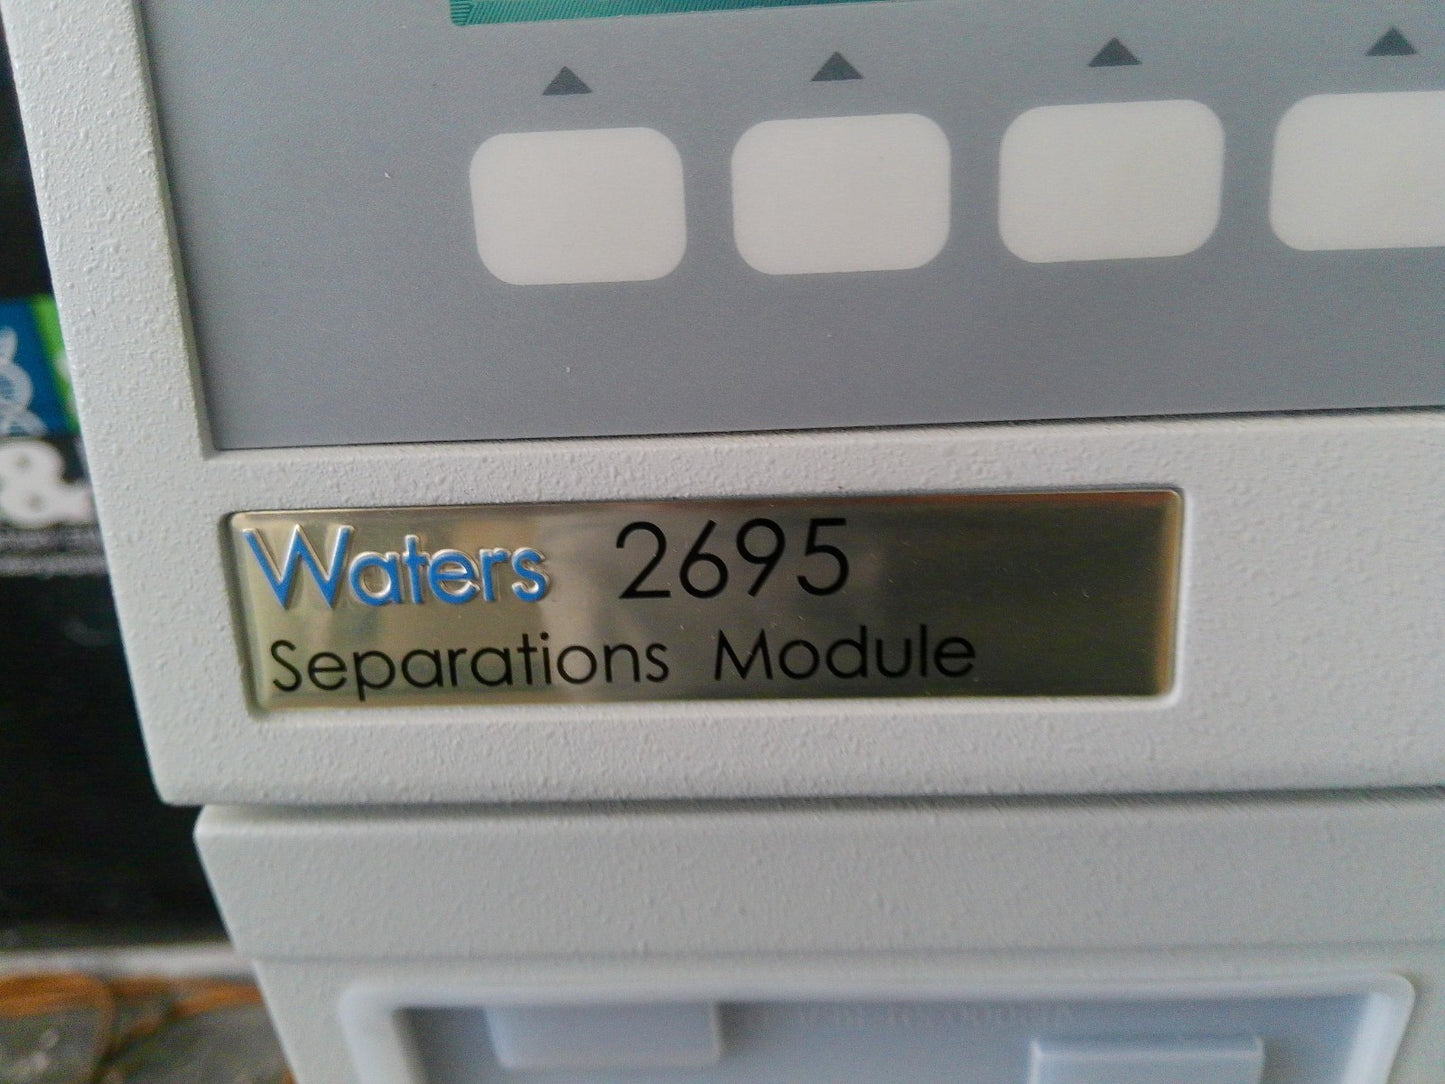 Waters 2695
Separations Module
&